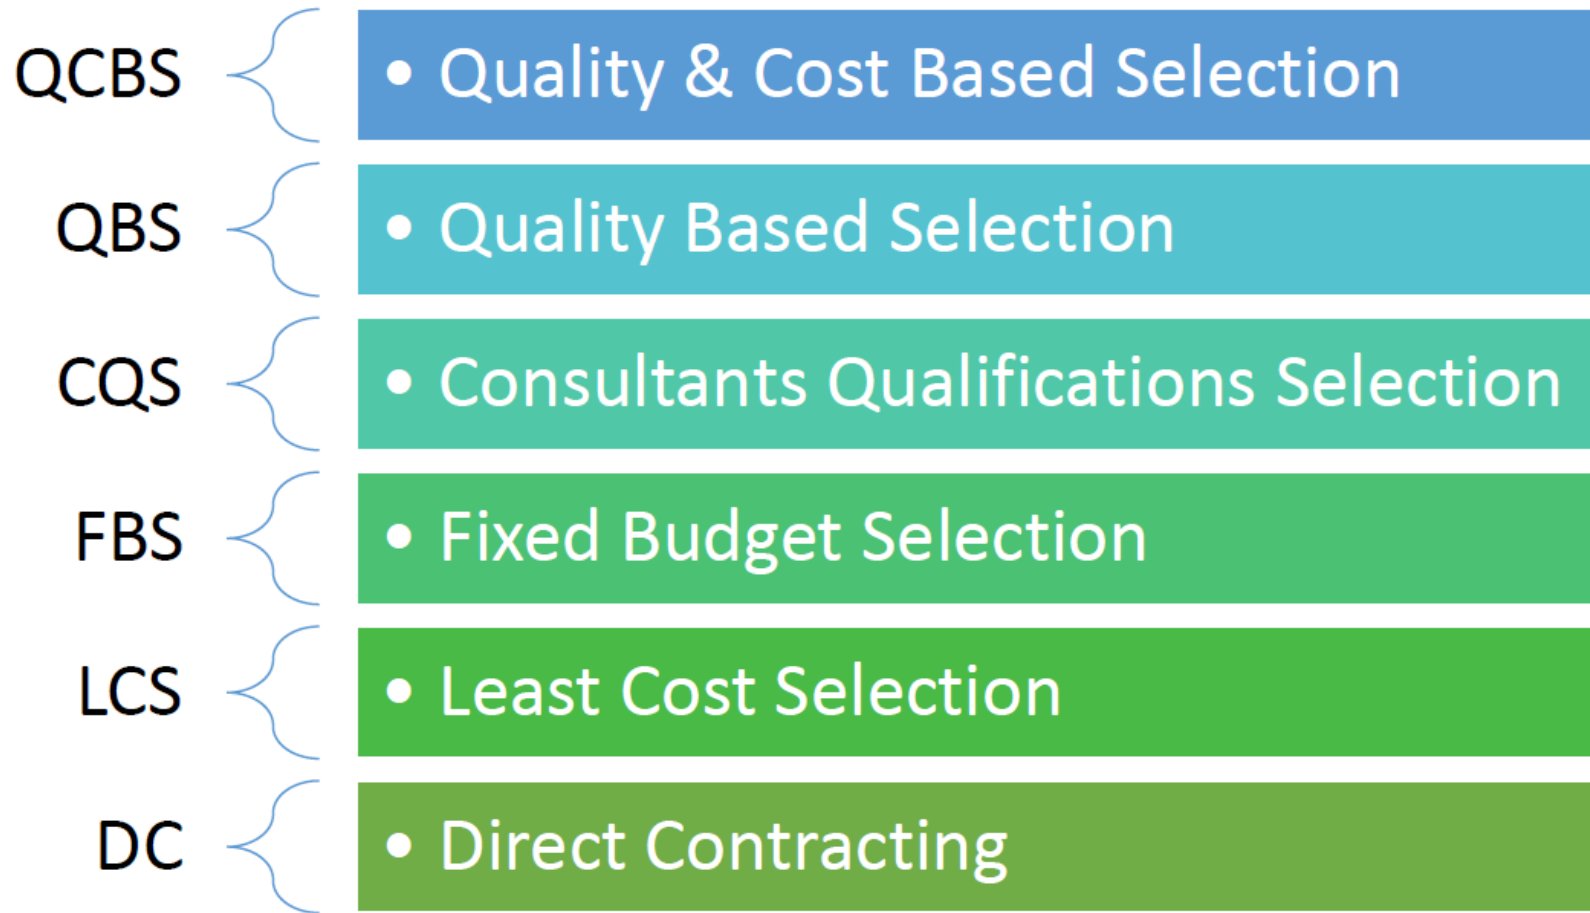 QCBS • Quality & Cost Based Selection
QBS • Quality Based Selection
CQS • Consultants Qualifications Selection
FBS • Fixed Budget Selection
LCS • Least Cost Selection
DC • Direct Contracting